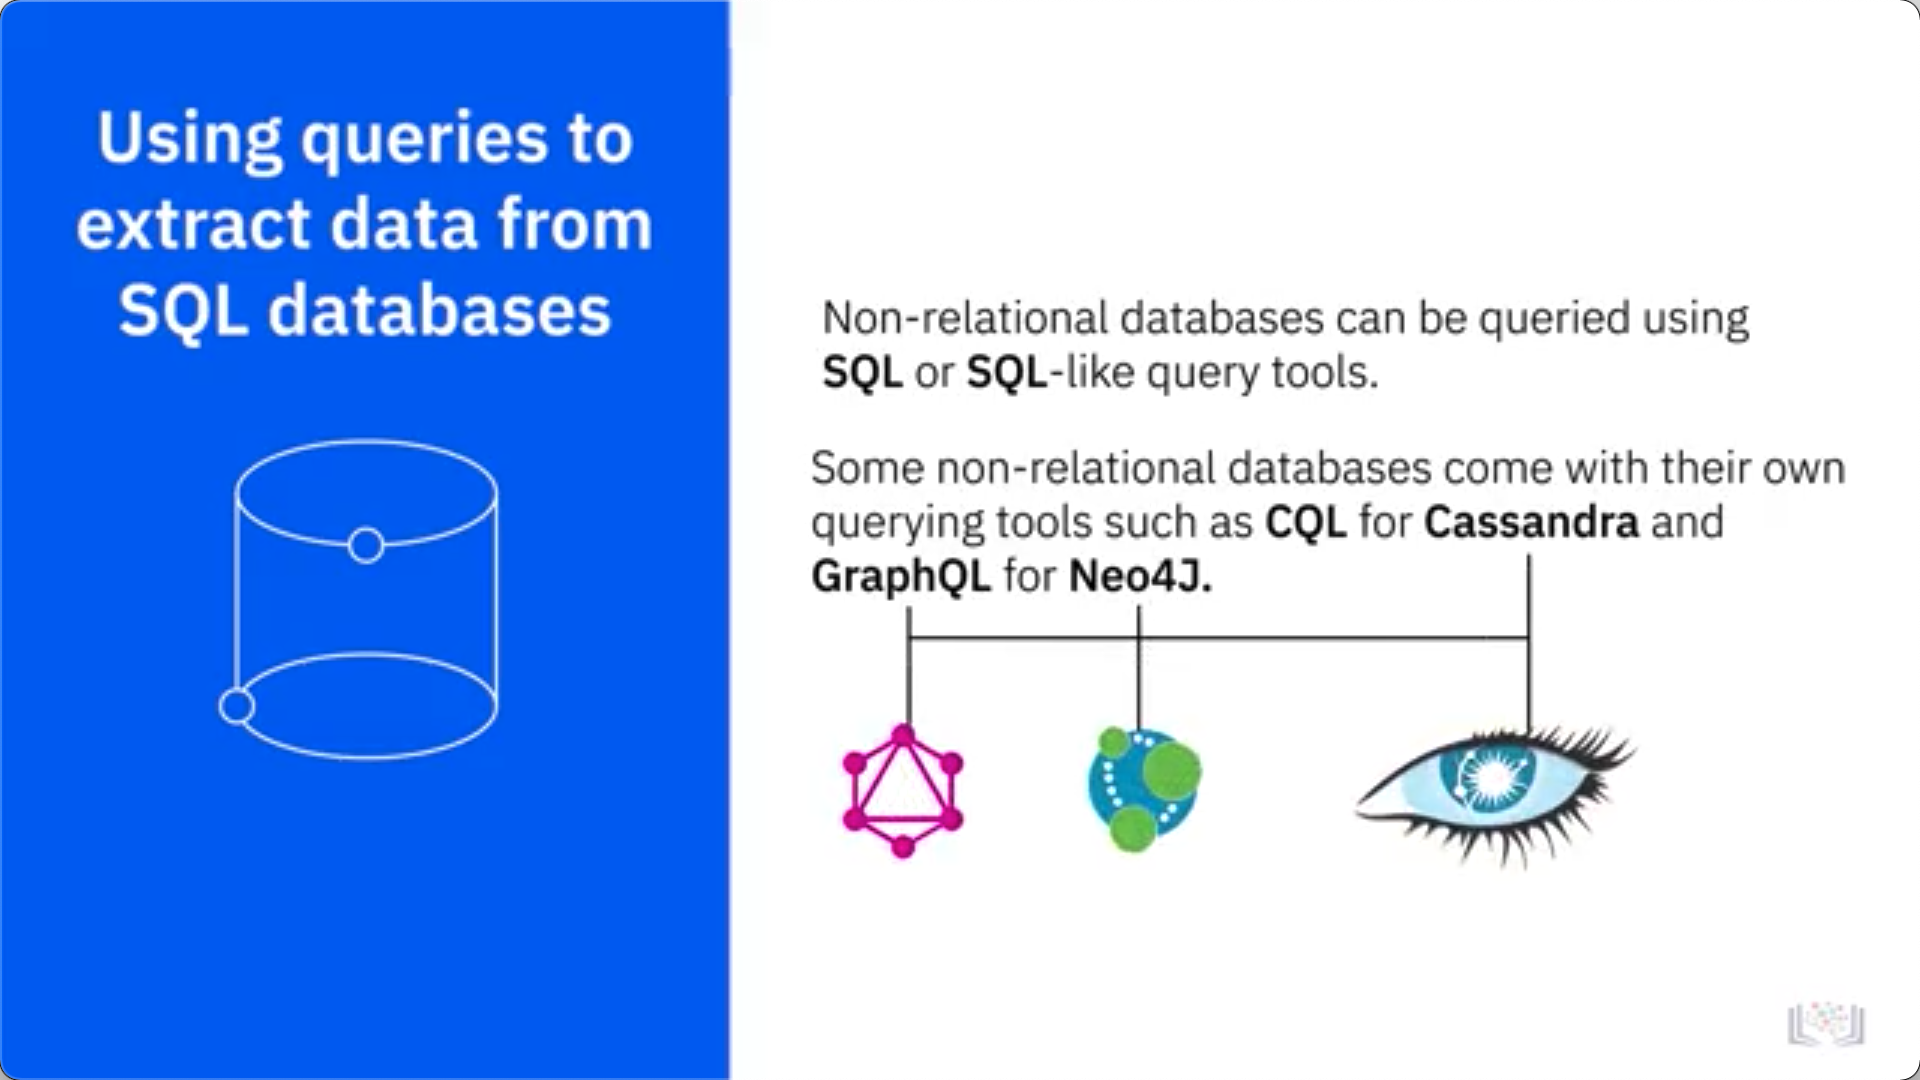 Using queries to
extract data from
SQL databases
Non-relational databases can be queried using
SQL or SQL-like query tools.
Some non-relational databases come with their own
querying tools such as CQL for Cassandra and
GraphQL for Neo4J.